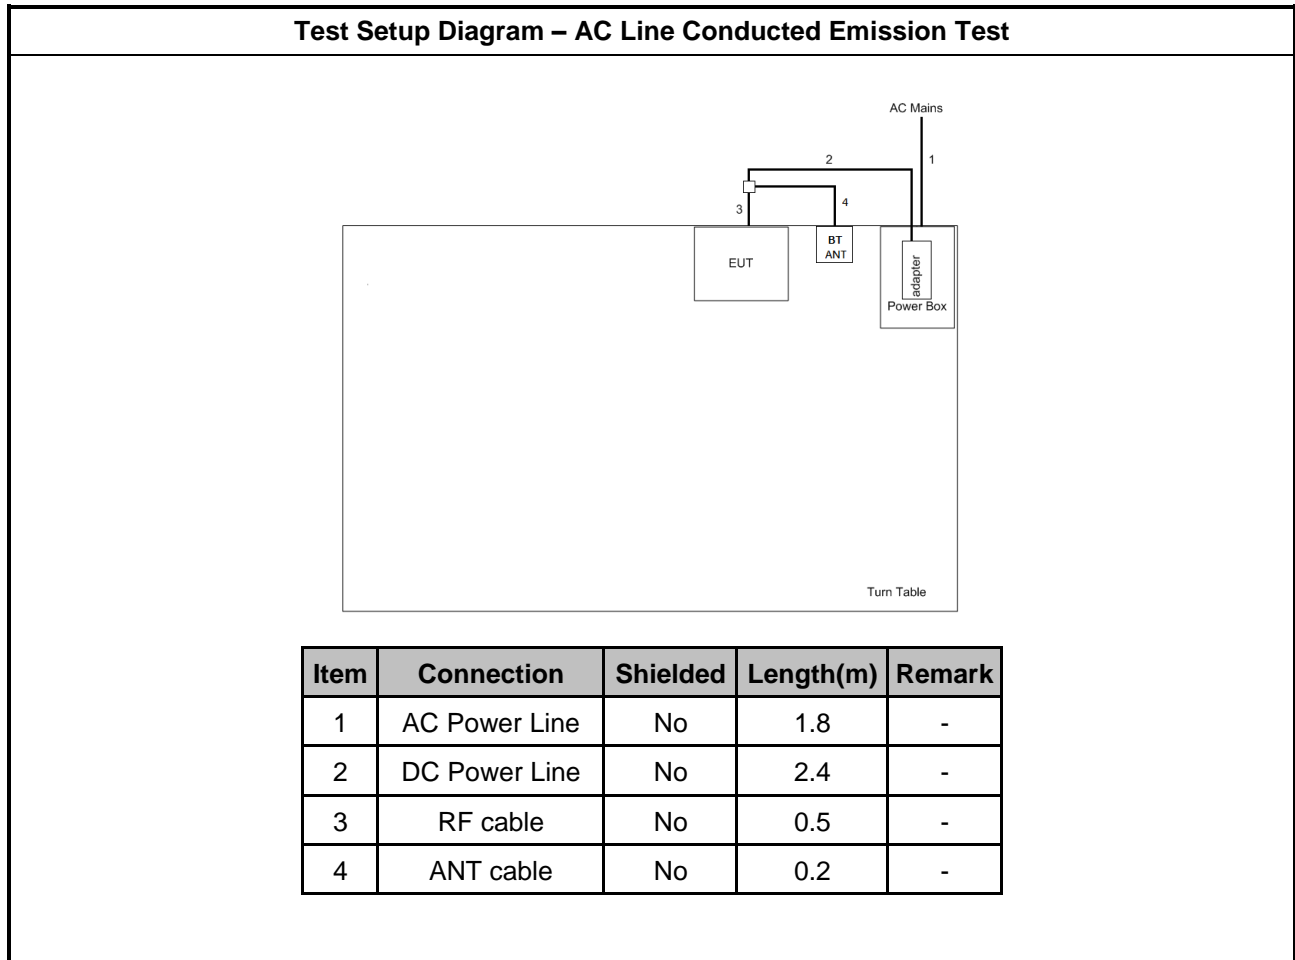 Test Setup Diagram – AC Line Conducted Emission Test
AC Mains
2
1
3
4
EUT
BT
ANT
adapter
Power Box
Turn Table
Item Connection Shielded Length(m) Remark
1 AC Power Line No 1.8 -
2 DC Power Line No 2.4 -
3 RF cable No 0.5 -
4 ANT cable No 0.2 -